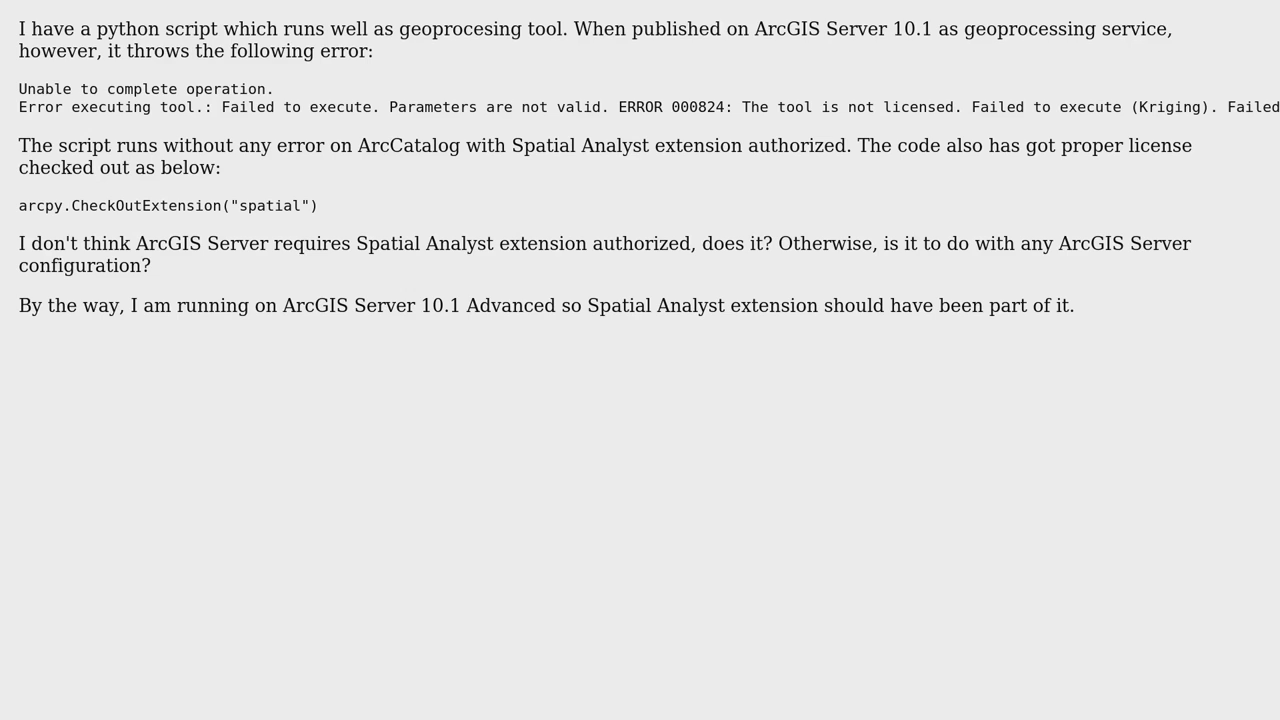 I have a python script which runs well as geoprocesing tool. When published on ArcGIS Server 10.1 as geoprocessing service,
however, it throws the following error:
Unable to complete operation.
Error executing tool.: Failed to execute. Parameters are not valid. ERROR 000824: The tool is not licensed. Failed to execute (Kriging). Failed
The script runs without any error on ArcCatalog with Spatial Analyst extension authorized. The code also has got proper license
checked out as below:
arcpy.CheckOutExtension("spatial")
I don't think ArcGIS Server requires Spatial Analyst extension authorized, does it? Otherwise, is it to do with any ArcGIS Server
configuration?
By the way, I am running on ArcGIS Server 10.1 Advanced so Spatial Analyst extension should have been part of it.